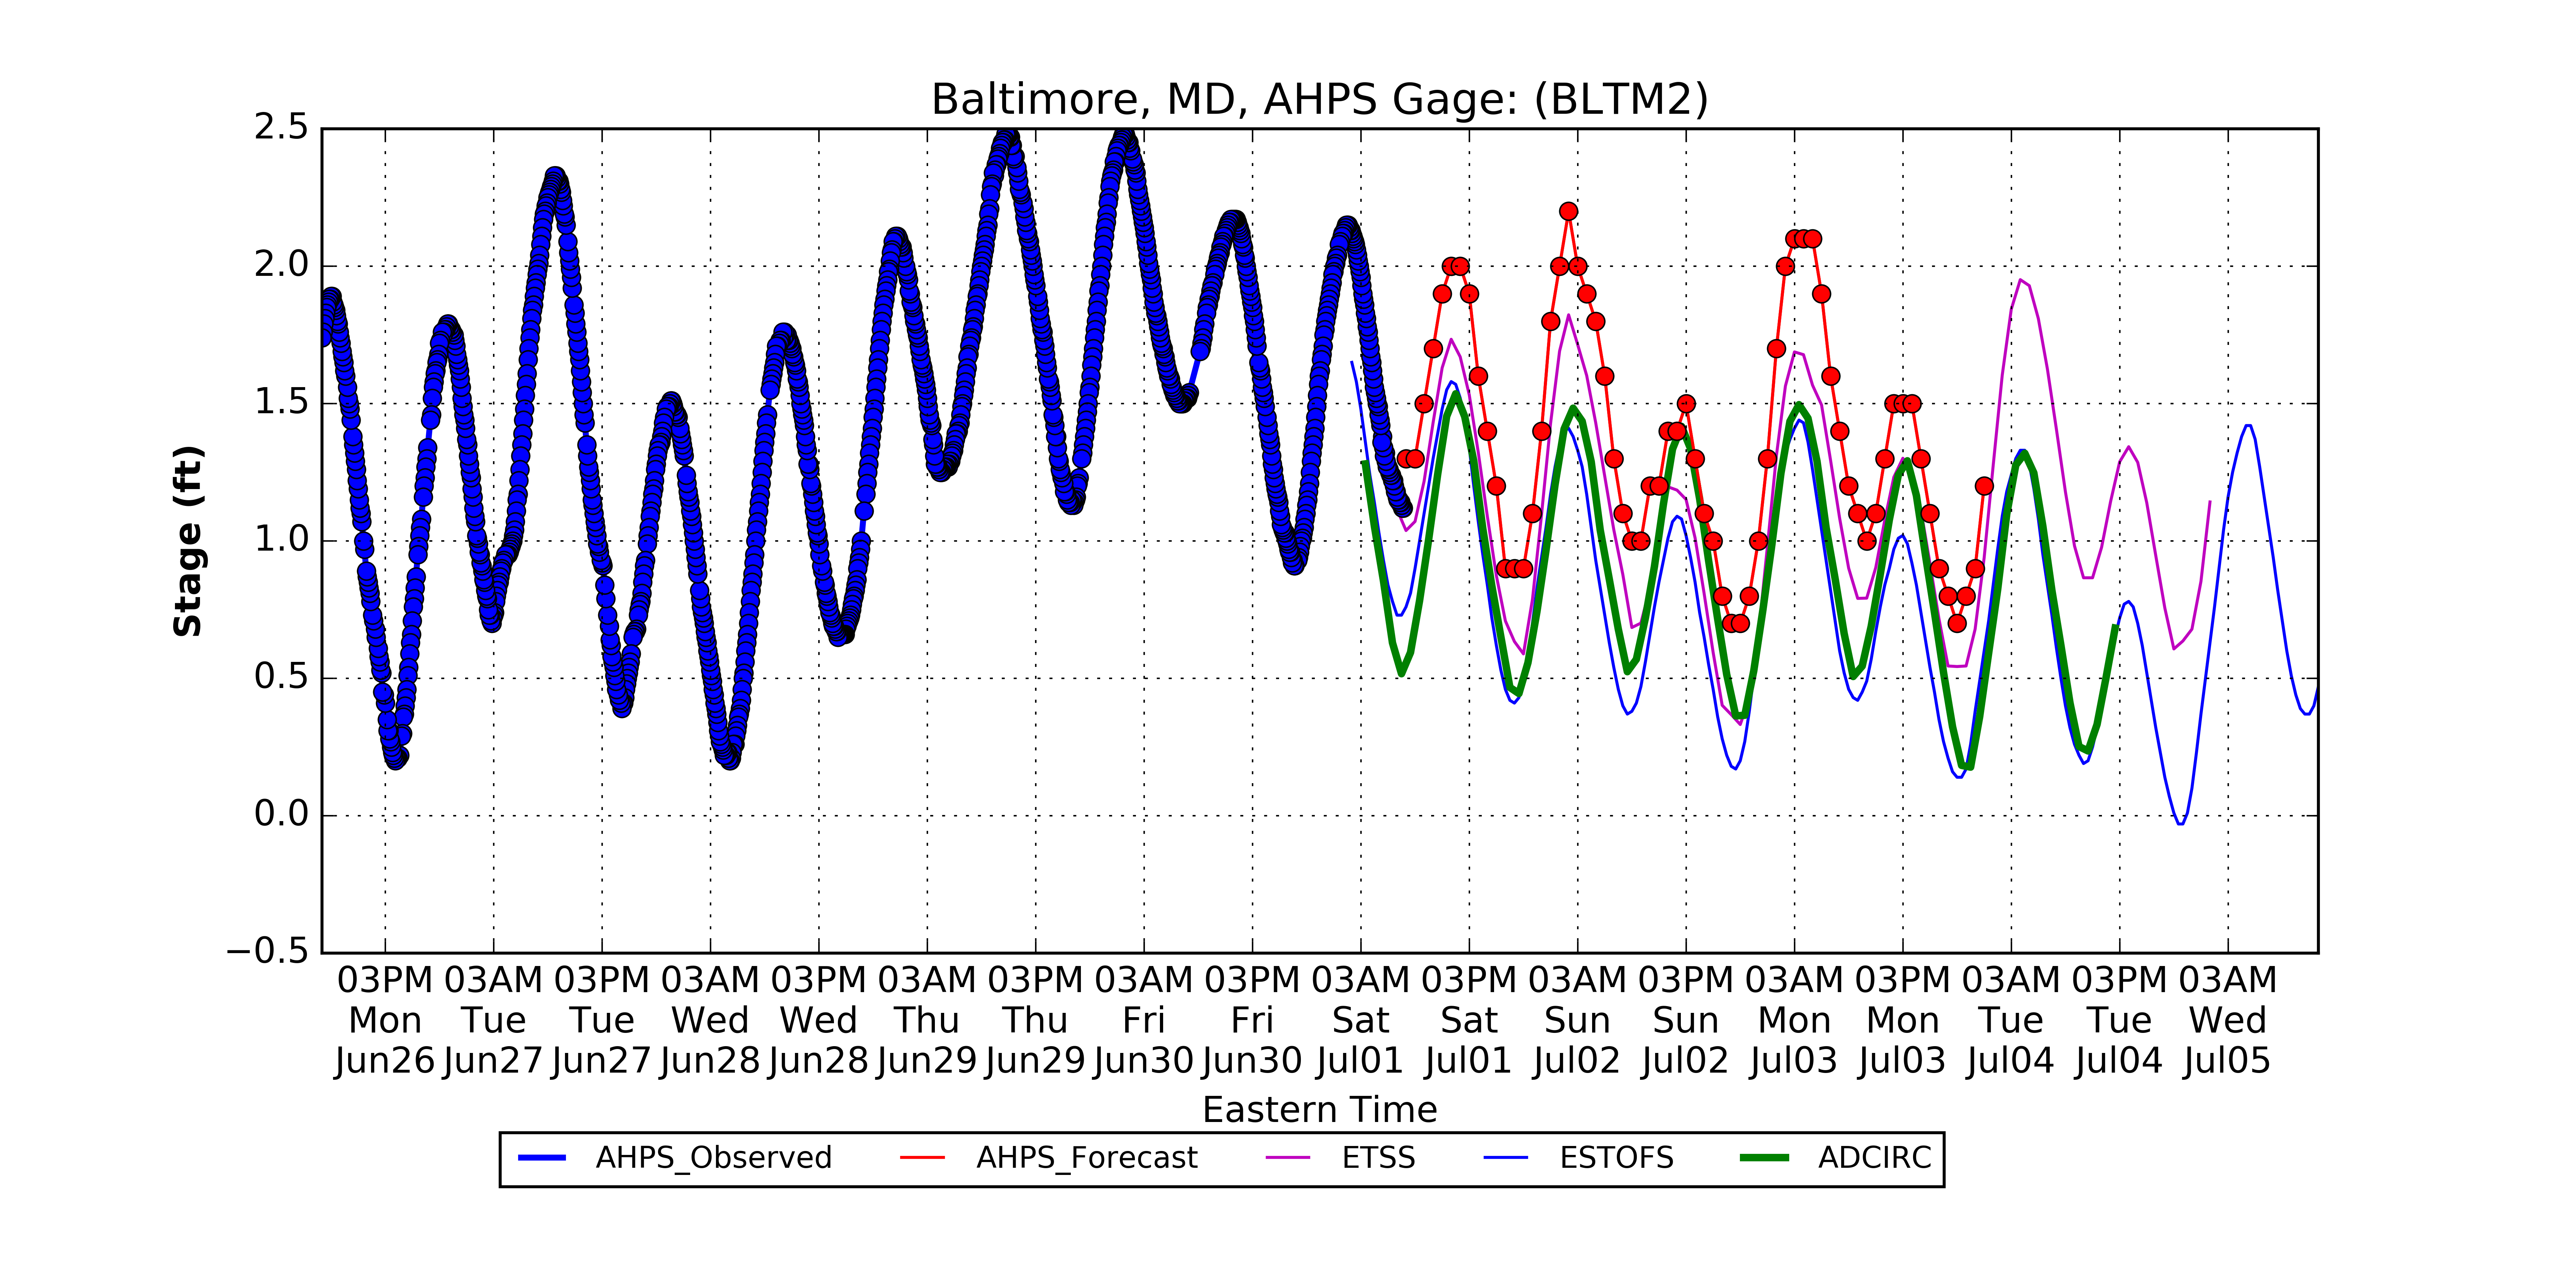 Baltimore, MD, AHPS Gage: (BLTM2)
2.5
2.0
1.5
1.0
0.5
0.0
−0.5
Stage (ft)
03PM 03AM 03PM 03AM 03PM 03AM 03PM 03AM 03PM 03AM 03PM 03AM 03PM 03AM 03PM 03AM 03PM 03AM
Mon Tue Tue Wed Wed Thu Thu Fri Fri Sat Sat Sun Sun Mon Mon Tue Tue Wed
Jun26 Jun27 Jun27 Jun28 Jun28 Jun29 Jun29 Jun30 Jun30 Jul01 Jul01 Jul02 Jul02 Jul03 Jul03 Jul04 Jul04 Jul05
Eastern Time
AHPS_Observed AHPS_Forecast ETSS ESTOFS ADCIRC